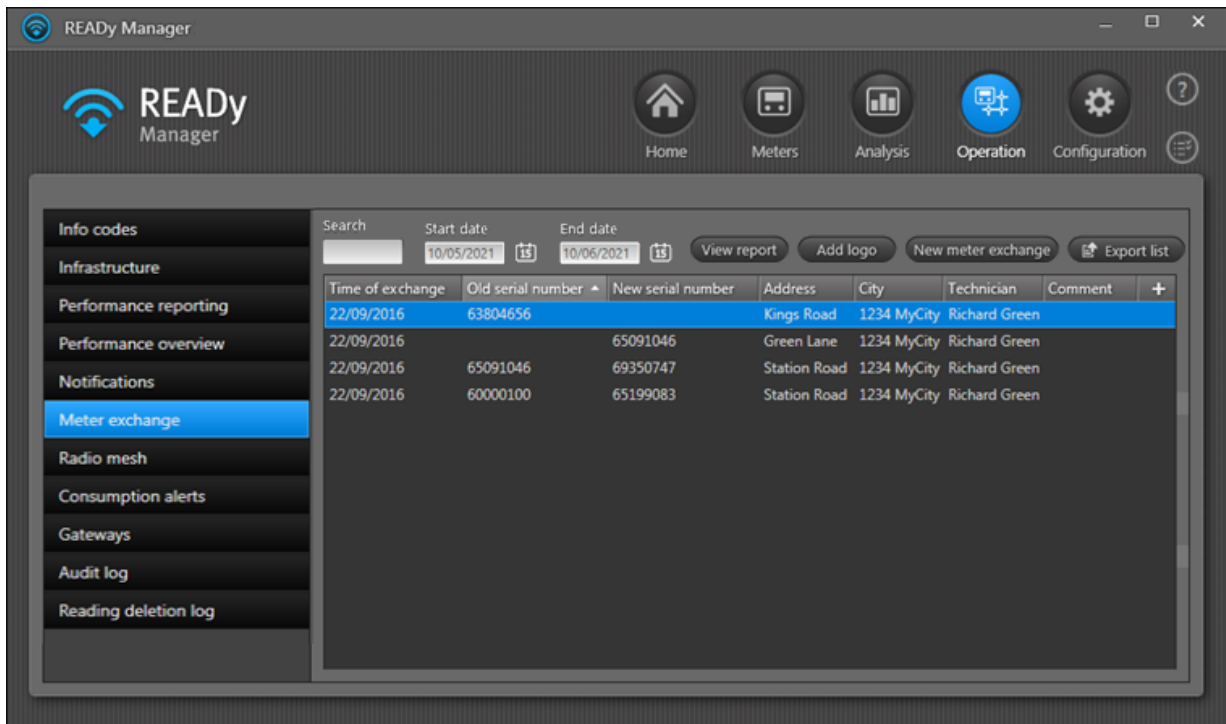 READy Manager
READy
Manager
Home Meters Analysis Operation Configuration
?
Info codes
Infrastructure
Performance reporting
Performance overview
Notifications
Meter exchange
Radio mesh
Consumption alerts
Gateways
Audit log
Reading deletion log
Search Start date End date
10/05/2021 15 10/06/2021 15 View report Add logo New meter exchange Export list
Time of exchange Old serial number New serial number Address City Technician Comment +
22/09/2016 63804656 Kings Road 1234 MyCity Richard Green
22/09/2016 65091046 Green Lane 1234 MyCity Richard Green
22/09/2016 65091046 69350747 Station Road 1234 MyCity Richard Green
22/09/2016 60000100 65199083 Station Road 1234 MyCity Richard Green